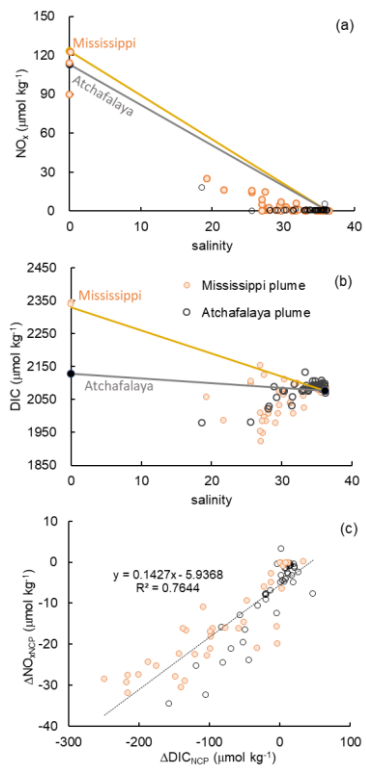 (a)
150
120
90
60
30
0
NOx (μmol kg⁻¹)
Mississippi
Atchafalaya
0 10 20 30 40
salinity
(b)
2450
2350
2250
2150
2050
1950
1850
DIC (μmol kg⁻¹)
Mississippi
Atchafalaya
Mississippi plume
Atchafalaya plume
0 10 20 30 40
salinity
(c)
10
0
-10
-20
-30
-40
ΔNOxNCP (μmol kg⁻¹)
y = 0.1427x - 5.9368
R² = 0.7644
-300 -200 -100 0 100
ΔDICNCP (μmol kg⁻¹)